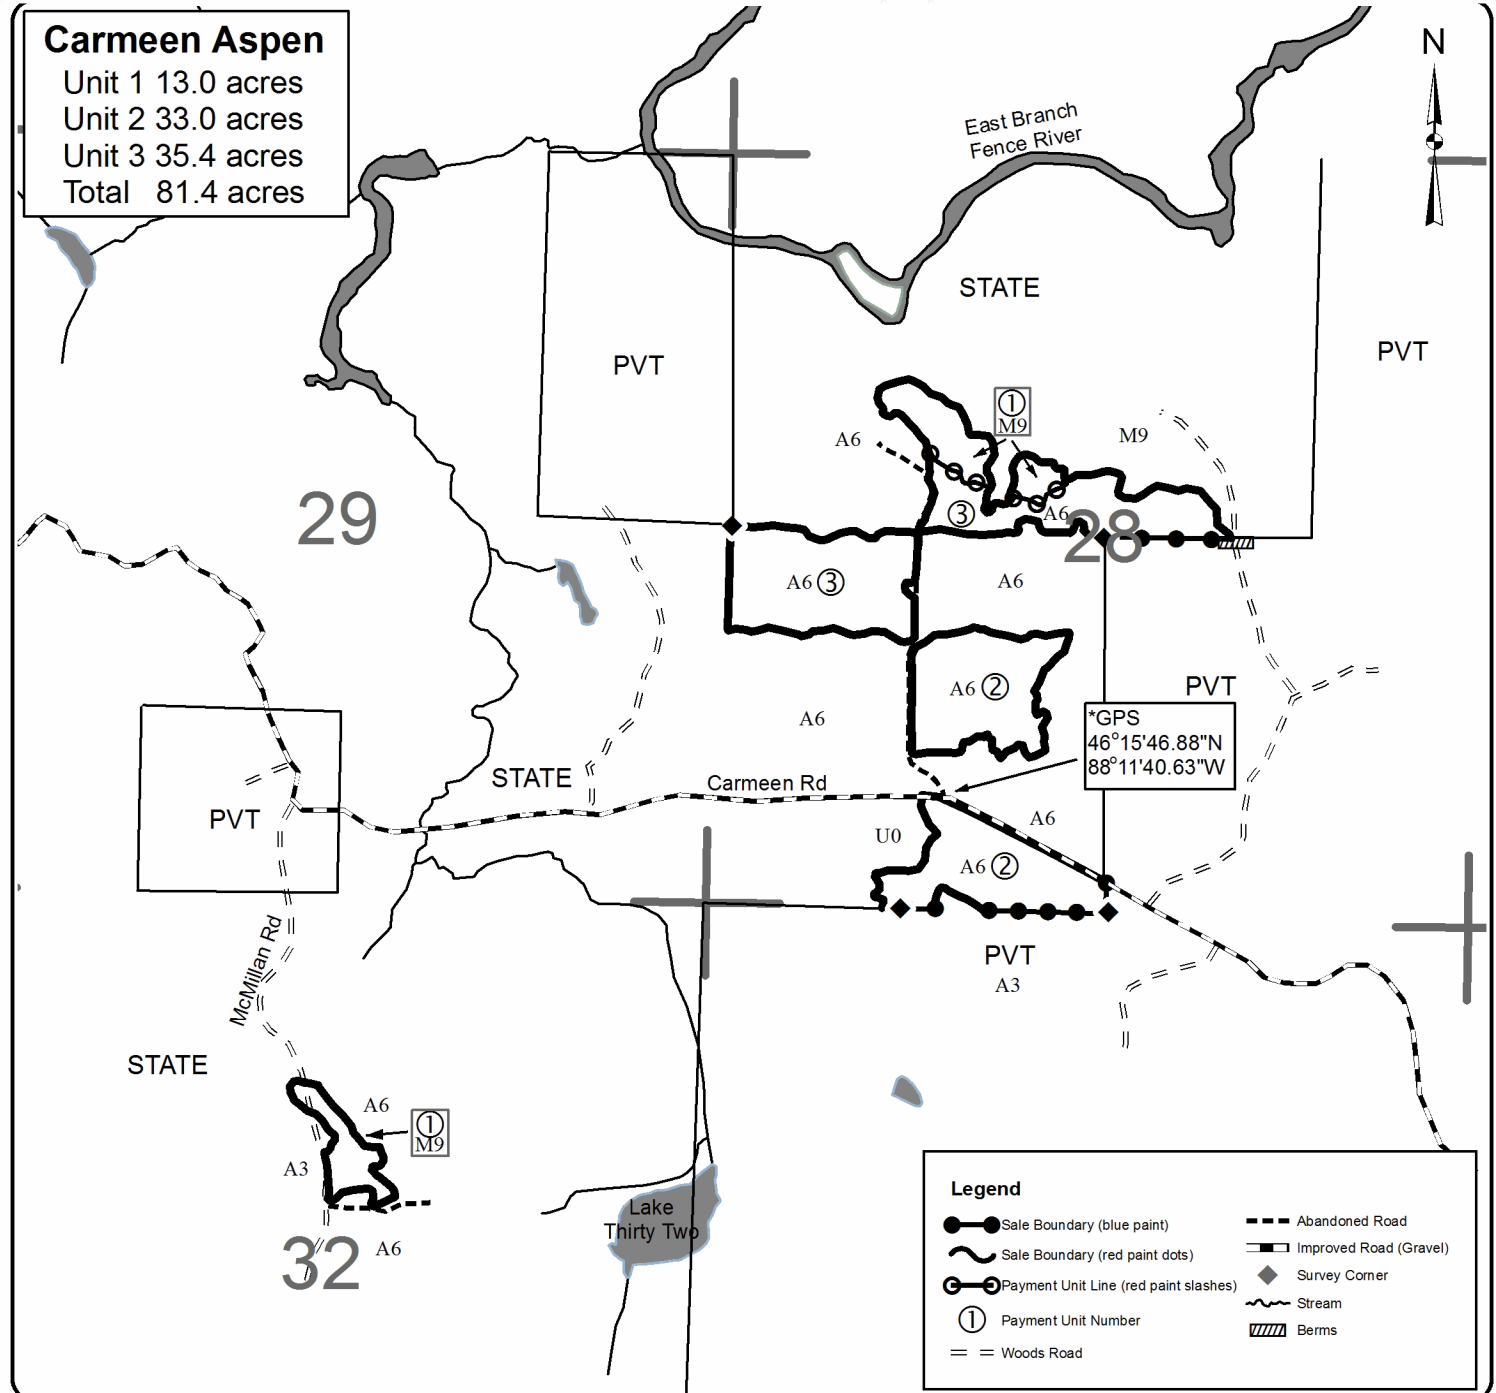 Carmeen Aspen
Unit 1 13.0 acres
Unit 2 33.0 acres
Unit 3 35.4 acres
Total 81.4 acres
N
East Branch
Fence River
STATE
PVT
PVT
1
M9
A6
M9
29
3
A6
28
A6 3
A6
A6 2
PVT
A6
*GPS
46°15'46.88"N
88°11'40.63"W
STATE
Carmeen Rd
PVT
A6
U0
A6 2
McMillan Rd
PVT
A3
STATE
A6
1
M9
A3
A6
32
Lake
Thirty Two
Legend
Sale Boundary (blue paint)
Sale Boundary (red paint dots)
Payment Unit Line (red paint slashes)
1 Payment Unit Number
Woods Road
Abandoned Road
Improved Road (Gravel)
Survey Corner
Stream
Berms